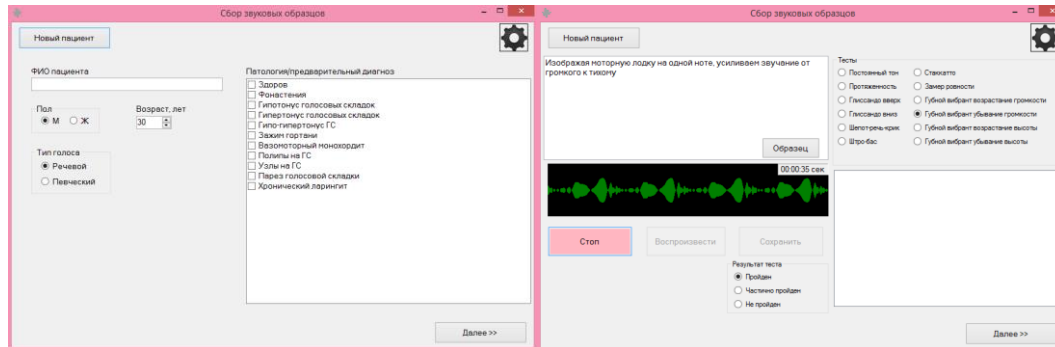 Сбор звуковых образцов
Новый пациент
ФИО пациента
Пол
М
Ж
Возраст, лет
30
Тип голоса
Речевой
Певческий
Патология/предварительный диагноз
Здоров
Фонастения
Гипотонус голосовых складок
Гипертонус голосовых складок
Гипо-гипертонус ГС
Зажим гортани
Вазомоторный монохордит
Полипы на ГС
Узлы на ГС
Парез голосовой складки
Хронический ларингит
Далее >>
Сбор звуковых образцов
Новый пациент
Изображая моторную лодку на одной ноте, усиливаем звучание от
громкого к тихому
Образец
00:00:35 сек
Стоп
Воспроизвести
Сохранить
Результат теста
Пройден
Частично пройден
Не пройден
Тесты
Постоянный тон
Протяженность
Глиссандо вверх
Глиссандо вниз
Шепот-речь-крик
Штро-бас
Стаккатто
Замер ровности
Губной вибрант возрастание громкости
Губной вибрант убывание громкости
Губной вибрант возрастание высоты
Губной вибрант убывание высоты
Далее >>